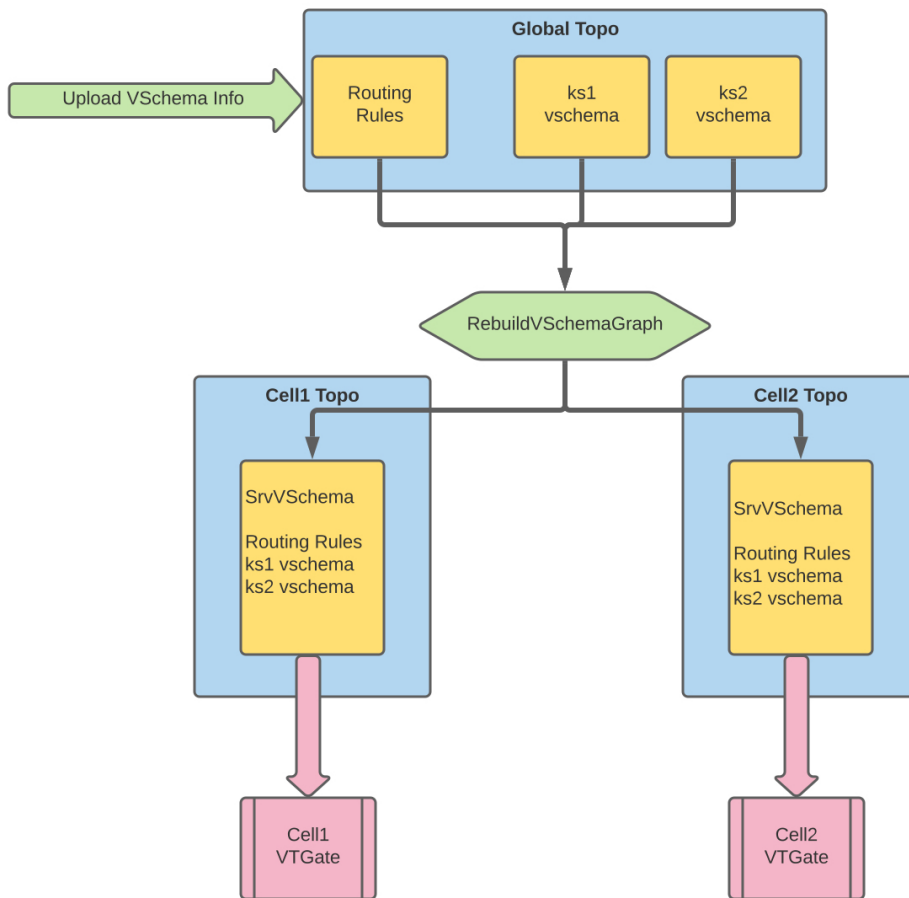 Global Topo
Upload VSchema Info
Routing
Rules
ks1
vschema
ks2
vschema
RebuildVSchemaGraph
Cell1 Topo
SrvVSchema
Routing Rules
ks1 vschema
ks2 vschema
Cell2 Topo
SrvVSchema
Routing Rules
ks1 vschema
ks2 vschema
Cell1
VTGate
Cell2
VTGate